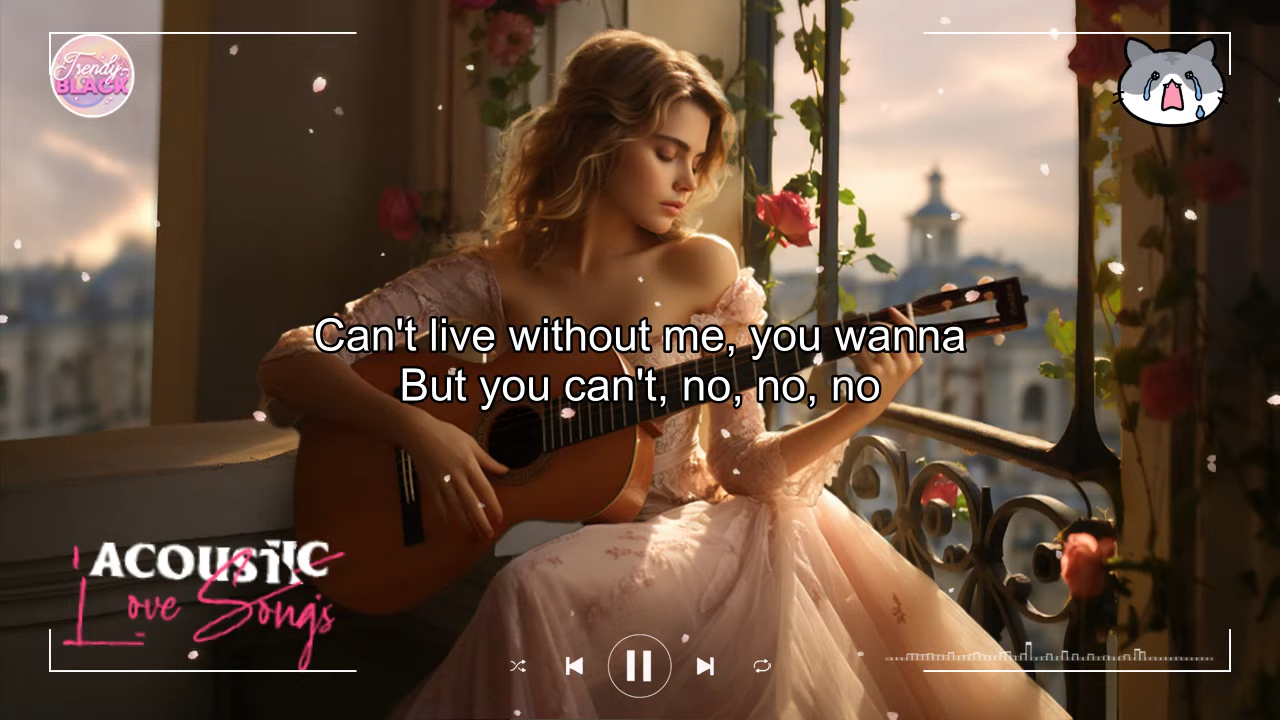 Trendy
BLACK
Can't live without me, you wanna
But you can't, no, no, no
ACOUSTIC
Love Songs